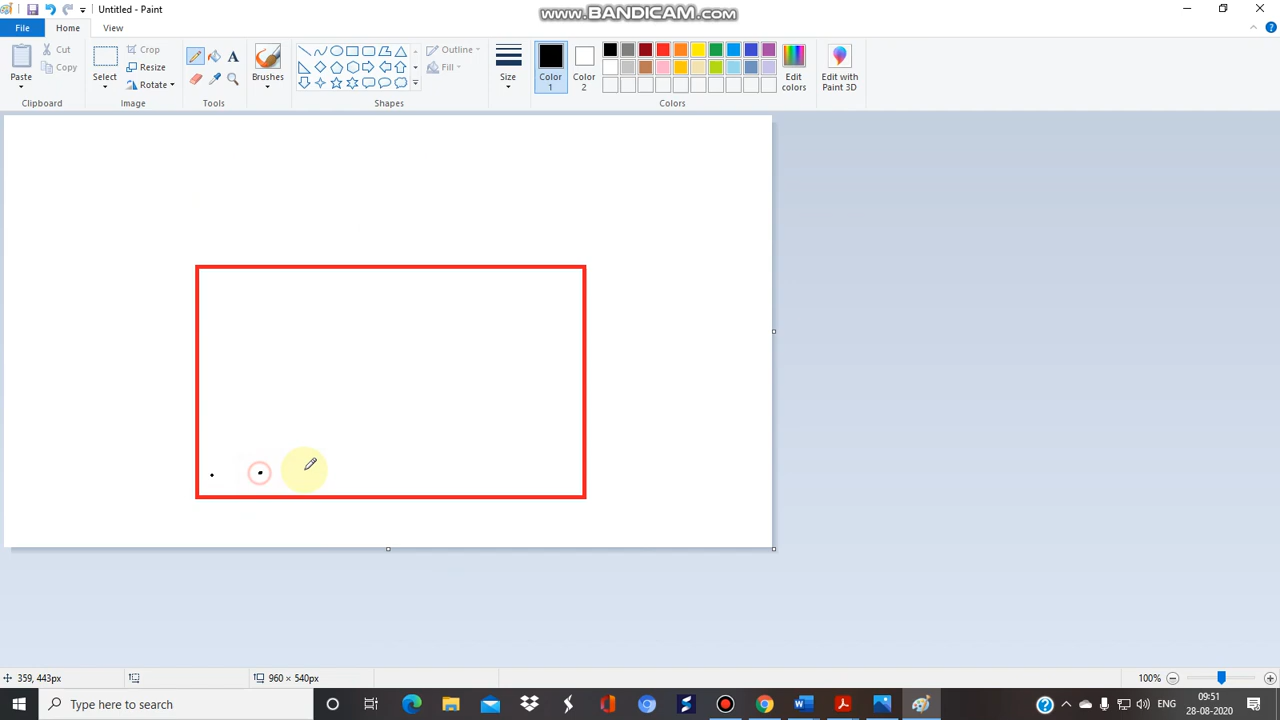 Untitled - Paint
www.BANDICAM.com
File
Home
View
Paste
Cut
Copy
Clipboard
Select
Crop
Resize
Rotate
Image
Tools
Brushes
Shapes
Outline
Fill
Size
Color 1
Color 2
Colors
Edit colors
Edit with Paint 3D
359, 443px
960 × 540px
100%
Type here to search
ENG
09:51
28-08-2020